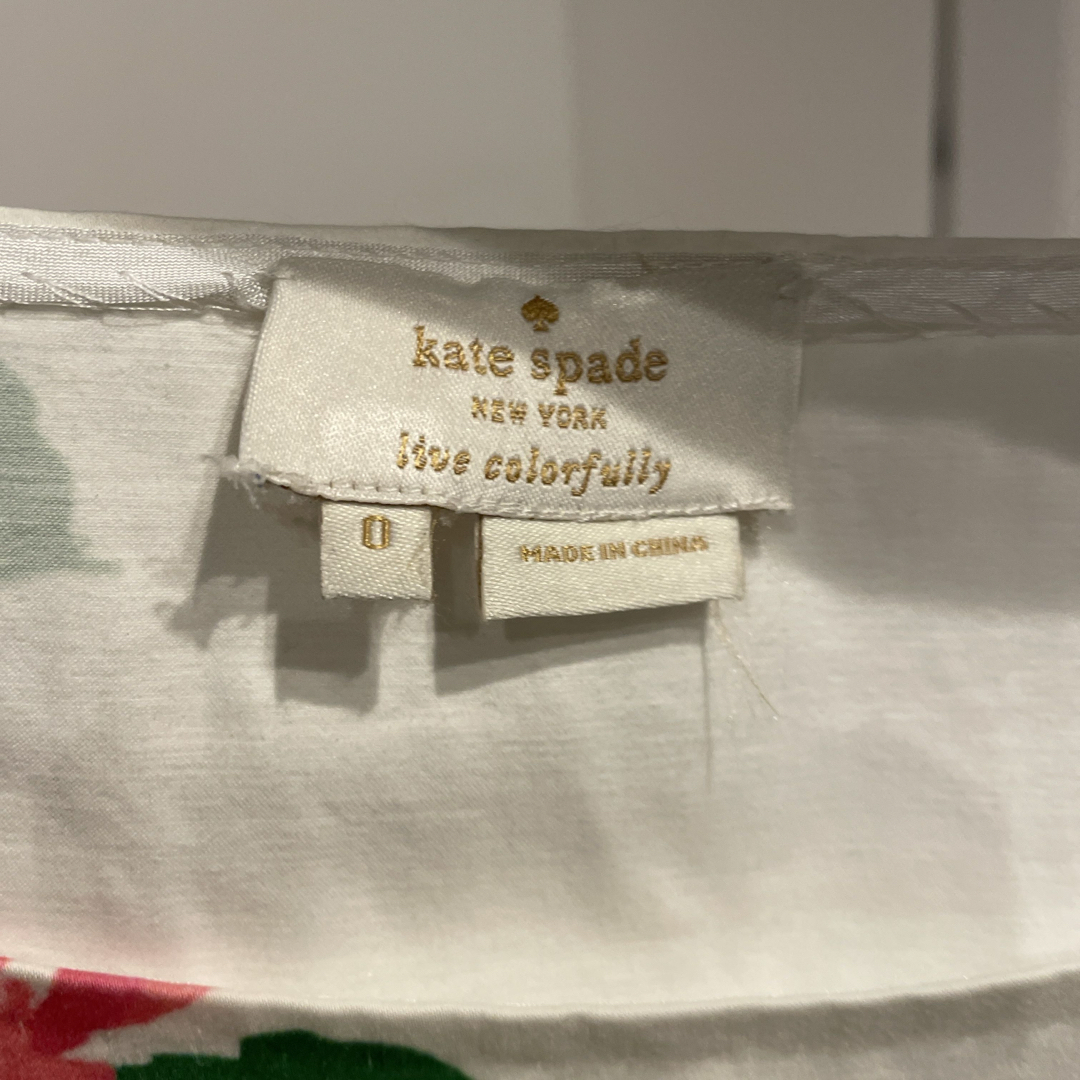 kate spade
NEW YORK
live colorfully
0
MADE IN CHINA